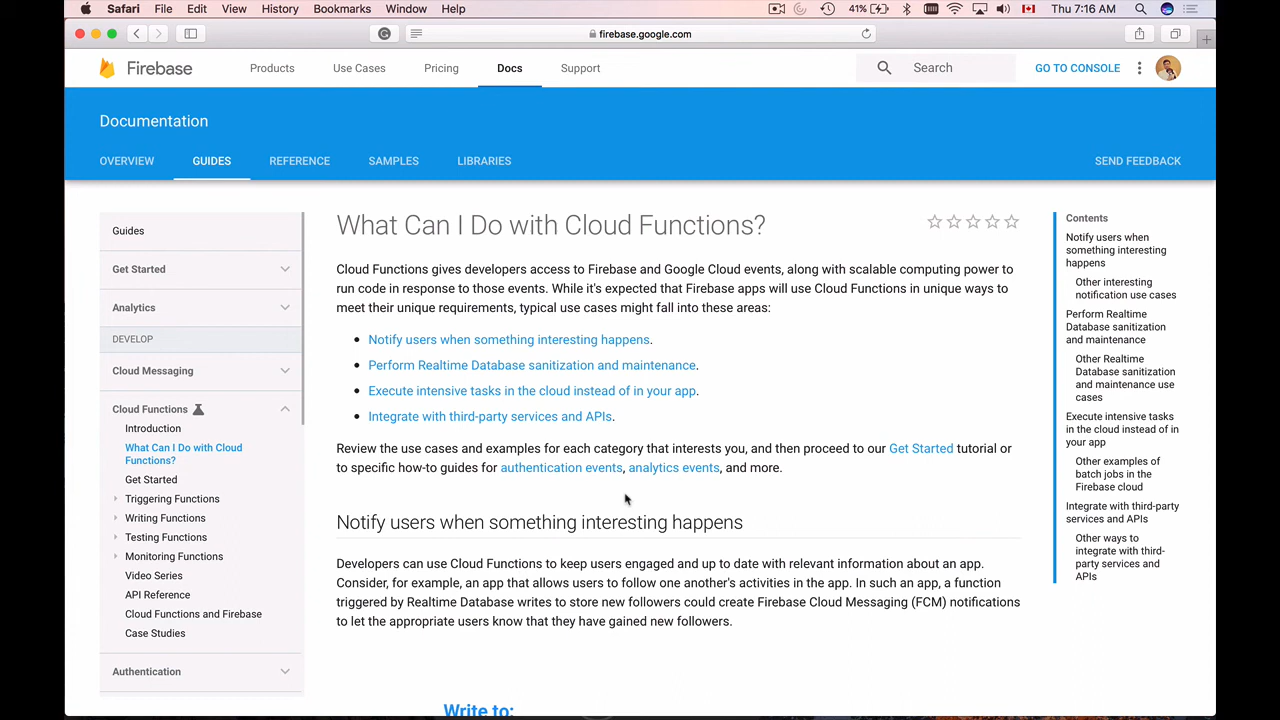 Safari File Edit View History Bookmarks Window Help 41% Thu 7:16 AM
firebase.google.com
Firebase Products Use Cases Pricing Docs Support Search GO TO CONSOLE
Documentation
OVERVIEW GUIDES REFERENCE SAMPLES LIBRARIES SEND FEEDBACK
Guides
Get Started
Analytics
DEVELOP
Cloud Messaging
Cloud Functions
Introduction
What Can I Do with Cloud
Functions?
Get Started
Triggering Functions
Writing Functions
Testing Functions
Monitoring Functions
Video Series
API Reference
Cloud Functions and Firebase
Case Studies
Authentication
What Can I Do with Cloud Functions?
Cloud Functions gives developers access to Firebase and Google Cloud events, along with scalable computing power to
run code in response to those events. While it's expected that Firebase apps will use Cloud Functions in unique ways to
meet their unique requirements, typical use cases might fall into these areas:
• Notify users when something interesting happens.
• Perform Realtime Database sanitization and maintenance.
• Execute intensive tasks in the cloud instead of in your app.
• Integrate with third-party services and APIs.
Review the use cases and examples for each category that interests you, and then proceed to our Get Started tutorial or
to specific how-to guides for authentication events, analytics events, and more.
Notify users when something interesting happens
Developers can use Cloud Functions to keep users engaged and up to date with relevant information about an app.
Consider, for example, an app that allows users to follow one another's activities in the app. In such an app, a function
triggered by Realtime Database writes to store new followers could create Firebase Cloud Messaging (FCM) notifications
to let the appropriate users know that they have gained new followers.
Write to:
Contents
Notify users when
something interesting
happens
Other interesting
notification use cases
Perform Realtime
Database sanitization
and maintenance
Other Realtime
Database sanitization
and maintenance use
cases
Execute intensive tasks
in the cloud instead of in
your app
Other examples of
batch jobs in the
Firebase cloud
Integrate with third-party
services and APIs
Other ways to
integrate with third-
party services and
APIs